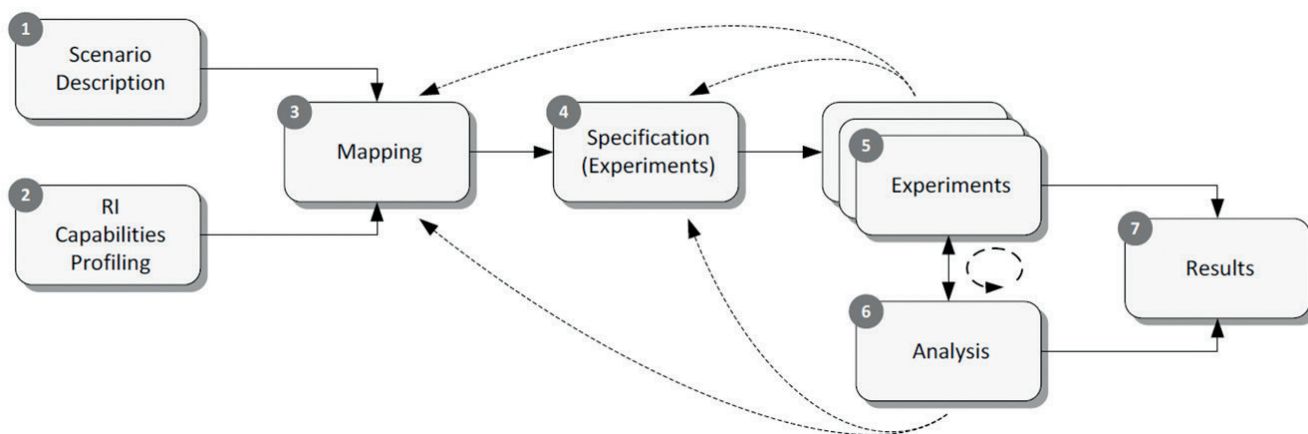 1
Scenario
Description
2
RI
Capabilities
Profiling
3
Mapping
4
Specification
(Experiments)
5
Experiments
6
Analysis
7
Results